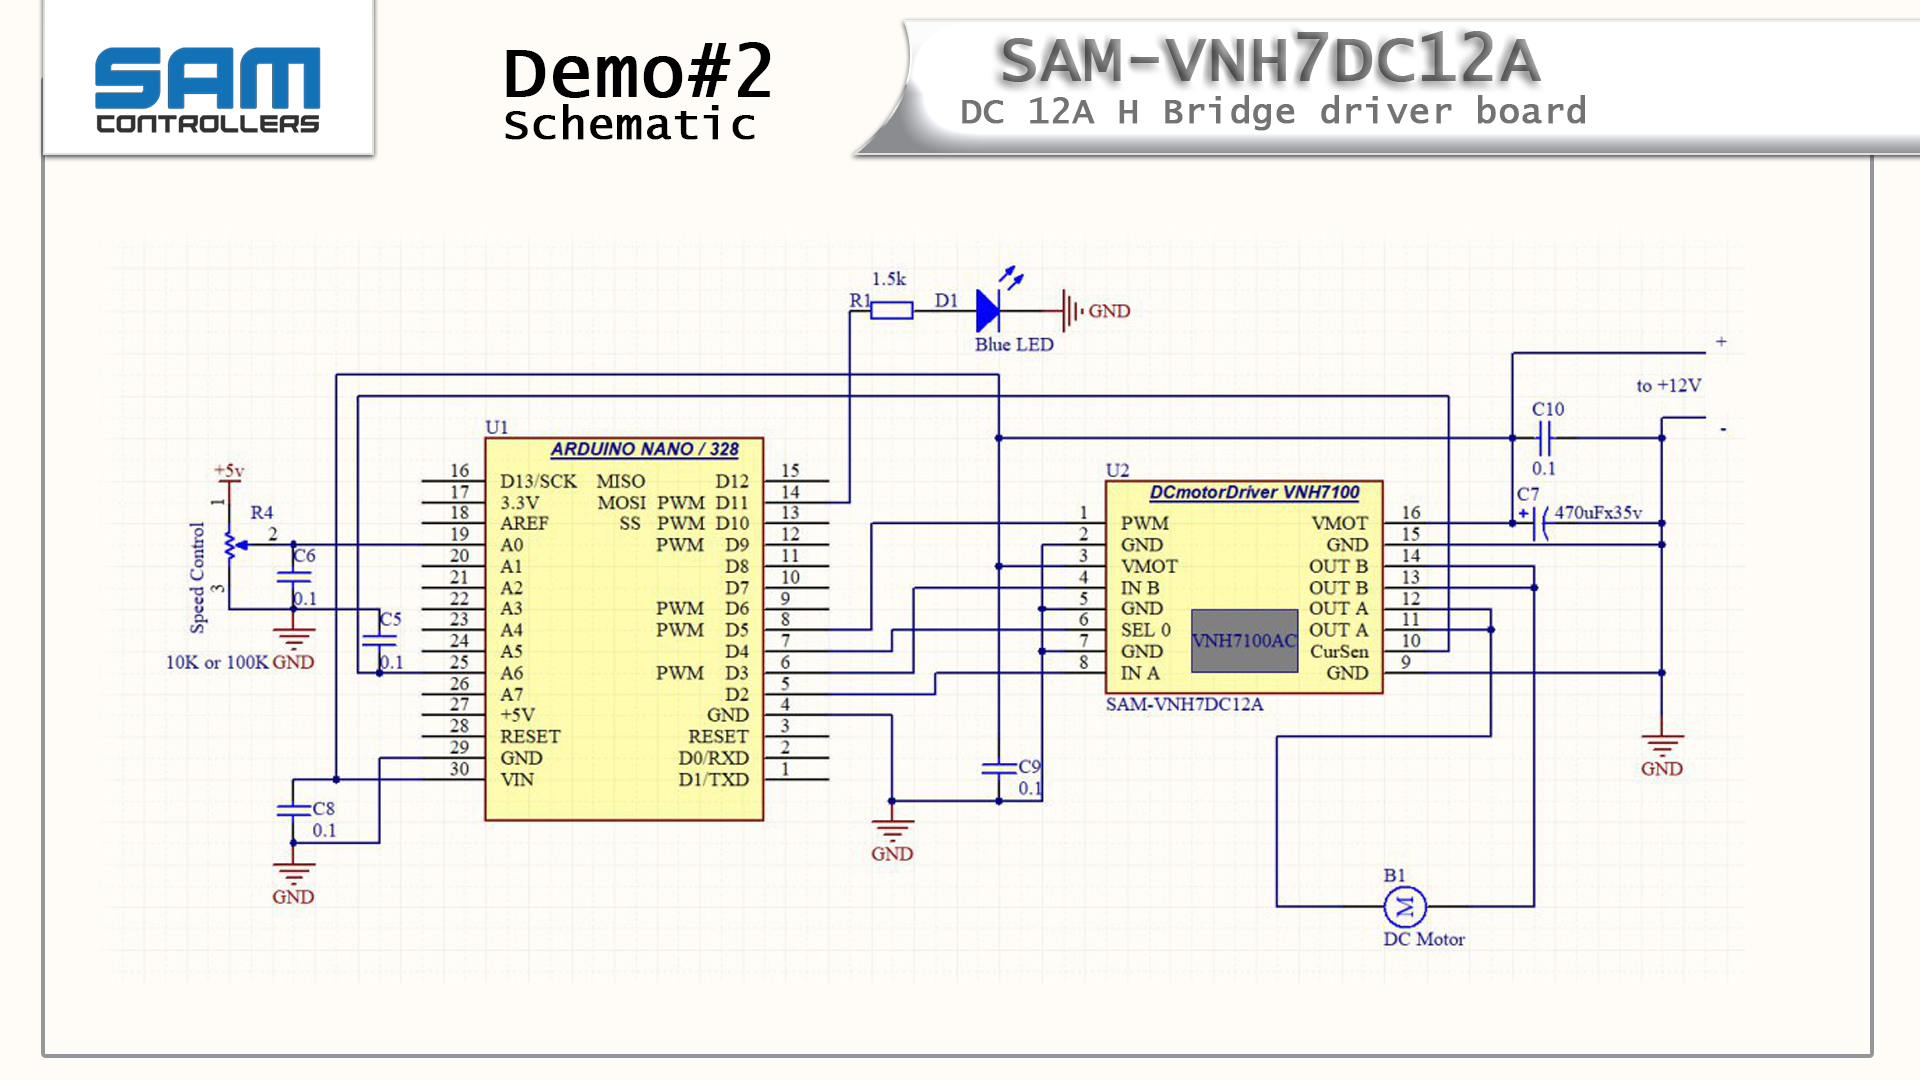 SAM
CONTROLLERS
Demo#2
Schematic
SAM-VNH7DC12A
DC 12A H Bridge driver board
1.5k
R1
D1
GND
Blue LED
+
to +12V
-
C10
0.1
C7
+
470uFx35v
GND
+5v
1
R4
2
3
Speed Control
10K or 100K
C6
0.1
GND
C5
0.1
C8
0.1
GND
U1
ARDUINO NANO / 328
16 D13/SCK MISO D12 15
17 3.3V MOSI PWM D11 14
18 AREF SS PWM D10 13
19 A0 PWM D9 12
20 A1 D8 11
21 A2 D7 10
22 A3 PWM D6 9
23 A4 PWM D5 8
24 A5 D4 7
25 A6 PWM D3 6
26 A7 D2 5
27 +5V GND 4
28 RESET RESET 3
29 GND D0/RXD 2
30 VIN D1/TXD 1
GND
C9
0.1
U2
DCmotorDriver VNH7100
1 PWM VMOT 16
2 GND GND 15
3 VMOT OUT B 14
4 IN B OUT B 13
5 GND OUT A 12
6 SEL 0 OUT A 11
7 GND CurSen 10
8 IN A GND 9
VNH7100AC
SAM-VNH7DC12A
B1
M
DC Motor